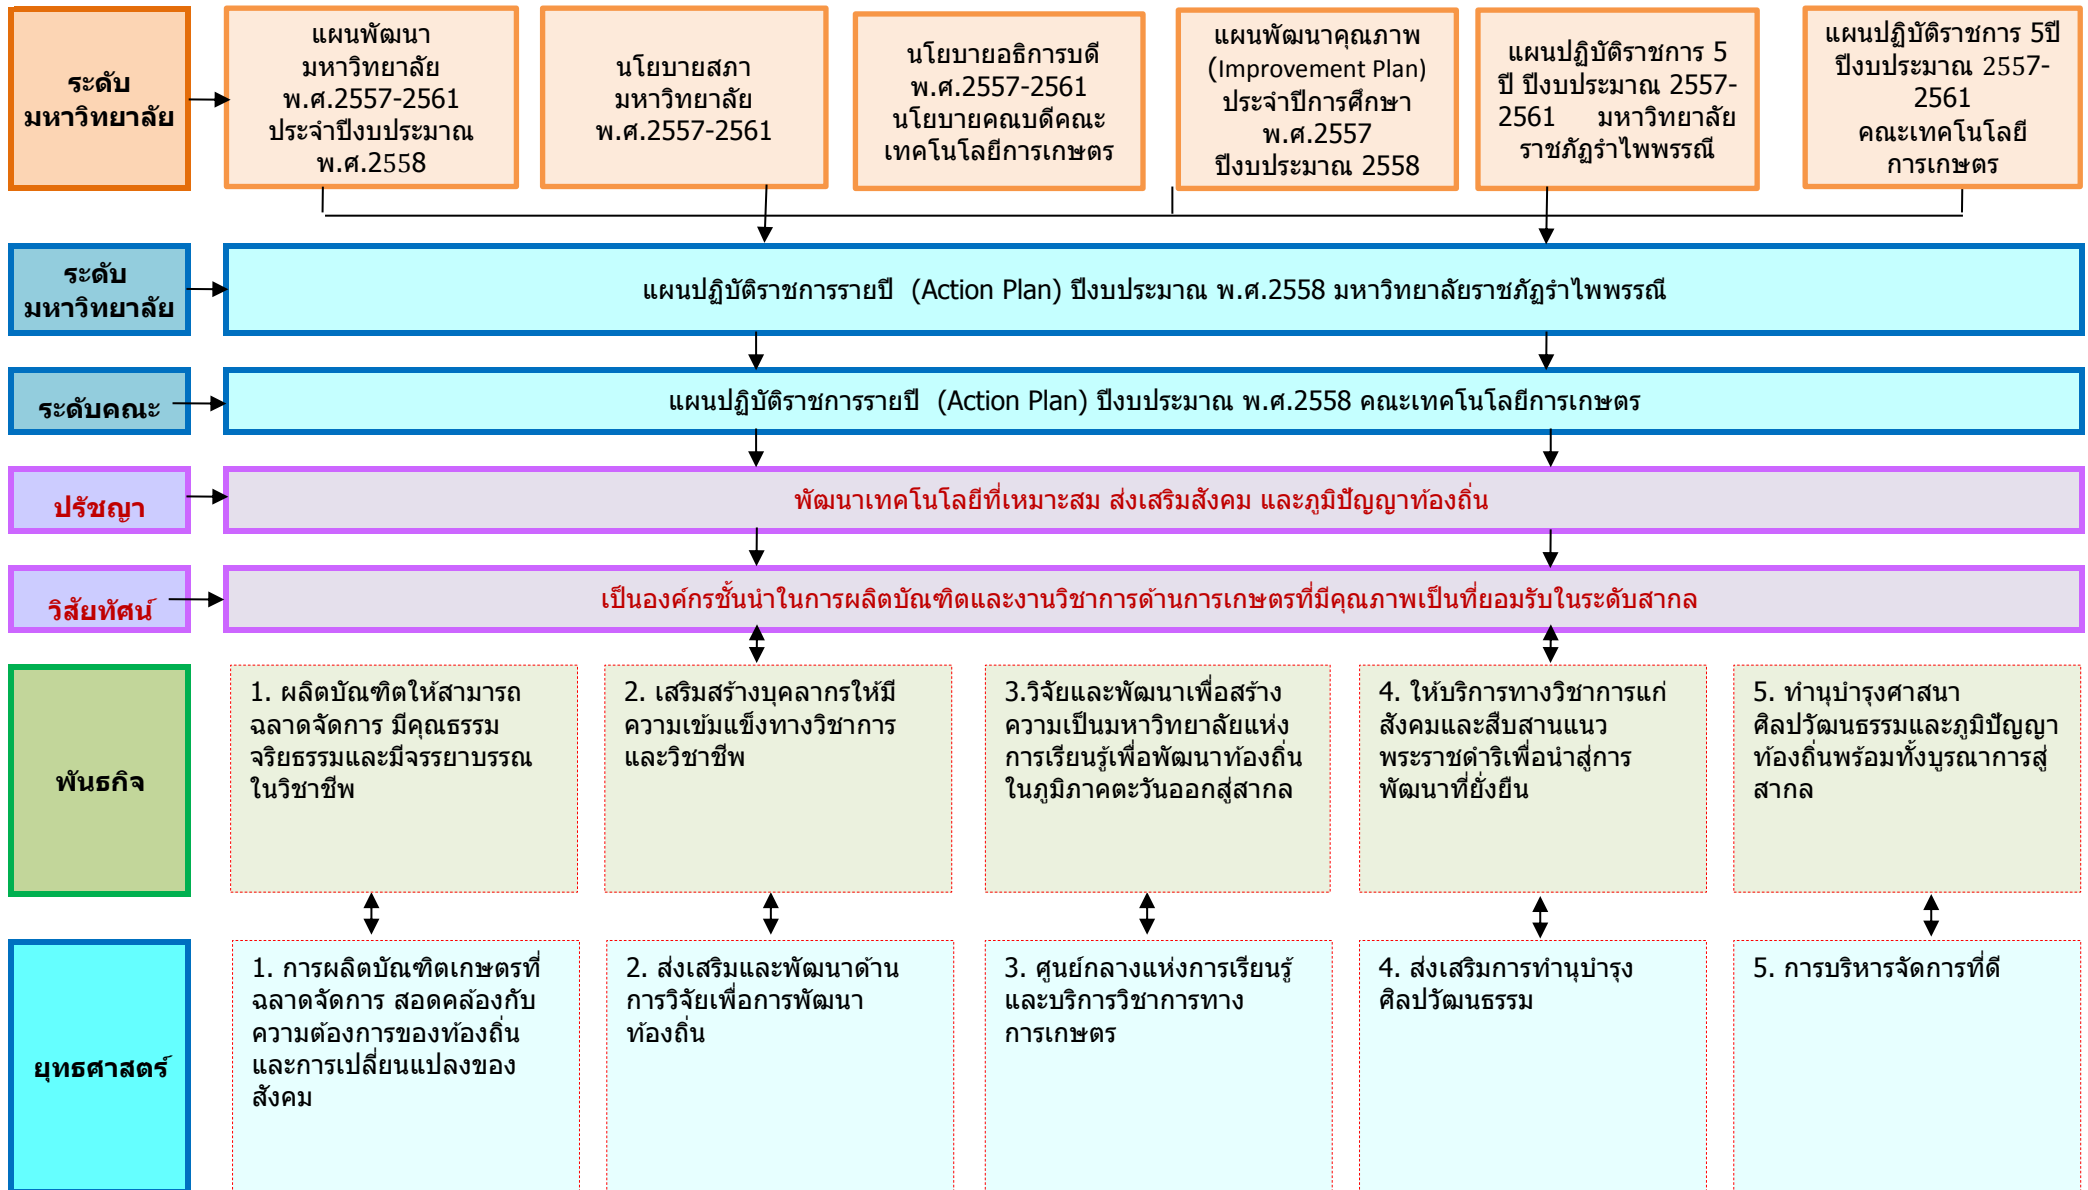 ระดับ
มหาวิทยาลัย
แผนพัฒนา
มหาวิทยาลัย
พ.ศ.2557-2561
ประจำปีงบประมาณ
พ.ศ.2558
นโยบายสภา
มหาวิทยาลัย
พ.ศ.2557-2561
นโยบายอธิการบดี
พ.ศ.2557-2561
นโยบายคณบดีคณะ
เทคโนโลยีการเกษตร
แผนพัฒนาคุณภาพ
(Improvement Plan)
ประจำปีการศึกษา
พ.ศ.2557
ปีงบประมาณ 2558
แผนปฏิบัติราชการ 5
ปี ปีงบประมาณ 2557-
2561 มหาวิทยาลัย
ราชภัฏรำไพพรรณี
แผนปฏิบัติราชการ 5ปี
ปีงบประมาณ 2557-
2561
คณะเทคโนโลยี
การเกษตร
ระดับ
มหาวิทยาลัย
แผนปฏิบัติราชการรายปี (Action Plan) ปีงบประมาณ พ.ศ.2558 มหาวิทยาลัยราชภัฏรำไพพรรณี
ระดับคณะ
แผนปฏิบัติราชการรายปี (Action Plan) ปีงบประมาณ พ.ศ.2558 คณะเทคโนโลยีการเกษตร
ปรัชญา
พัฒนาเทคโนโลยีที่เหมาะสม ส่งเสริมสังคม และภูมิปัญญาท้องถิ่น
วิสัยทัศน์
เป็นองค์กรชั้นนำในการผลิตบัณฑิตและงานวิชาการด้านการเกษตรที่มีคุณภาพเป็นที่ยอมรับในระดับสากล
พันธกิจ
1. ผลิตบัณฑิตให้สามารถ
ฉลาดจัดการ มีคุณธรรม
จริยธรรมและมีจรรยาบรรณ
ในวิชาชีพ
2. เสริมสร้างบุคลากรให้มี
ความเข้มแข็งทางวิชาการ
และวิชาชีพ
3.วิจัยและพัฒนาเพื่อสร้าง
ความเป็นมหาวิทยาลัยแห่ง
การเรียนรู้เพื่อพัฒนาท้องถิ่น
ในภูมิภาคตะวันออกสู่สากล
4. ให้บริการทางวิชาการแก่
สังคมและสืบสานแนว
พระราชดำริเพื่อนำสู่การ
พัฒนาที่ยั่งยืน
5. ทำนุบำรุงศาสนา
ศิลปวัฒนธรรมและภูมิปัญญา
ท้องถิ่นพร้อมทั้งบูรณาการสู่
สากล
ยุทธศาสตร์
1. การผลิตบัณฑิตเกษตรที่
ฉลาดจัดการ สอดคล้องกับ
ความต้องการของท้องถิ่น
และการเปลี่ยนแปลงของ
สังคม
2. ส่งเสริมและพัฒนาด้าน
การวิจัยเพื่อการพัฒนา
ท้องถิ่น
3. ศูนย์กลางแห่งการเรียนรู้
และบริการวิชาการทาง
การเกษตร
4. ส่งเสริมการทำนุบำรุง
ศิลปวัฒนธรรม
5. การบริหารจัดการที่ดี